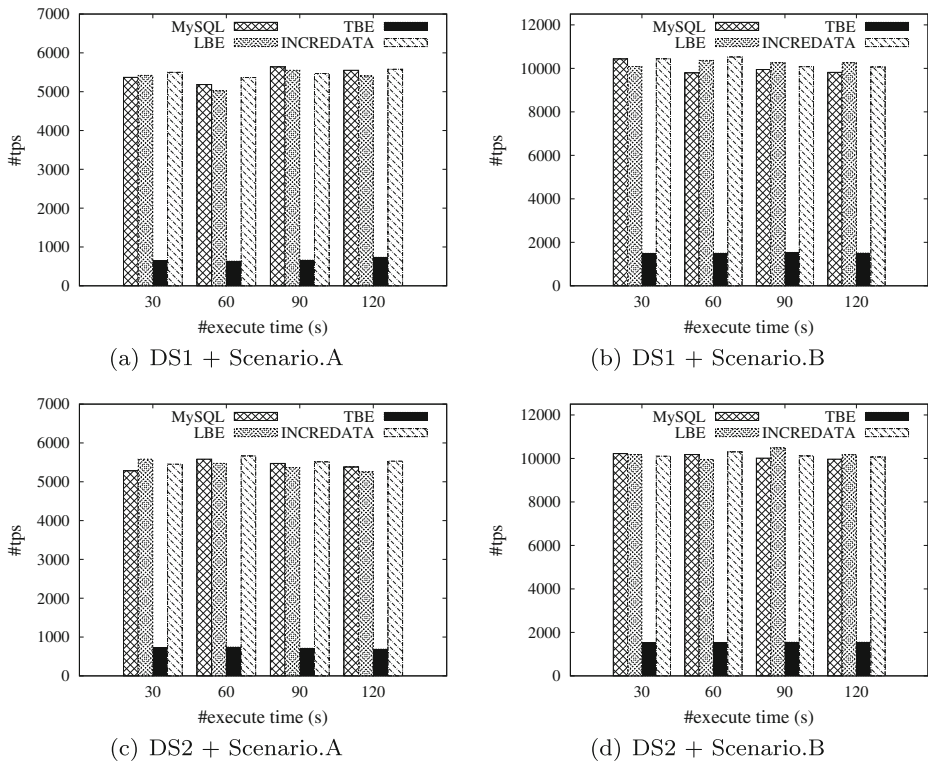 7000
6000
5000
4000
3000
2000
1000
0
#tps
MySQL
LBE
TBE
INCREDATA
30 60 90 120
#execute time (s)
(a) DS1 + Scenario.A
12000
10000
8000
6000
4000
2000
0
#tps
MySQL
LBE
TBE
INCREDATA
30 60 90 120
#execute time (s)
(b) DS1 + Scenario.B
7000
6000
5000
4000
3000
2000
1000
0
#tps
MySQL
LBE
TBE
INCREDATA
30 60 90 120
#execute time (s)
(c) DS2 + Scenario.A
12000
10000
8000
6000
4000
2000
0
#tps
MySQL
LBE
TBE
INCREDATA
30 60 90 120
#execute time (s)
(d) DS2 + Scenario.B